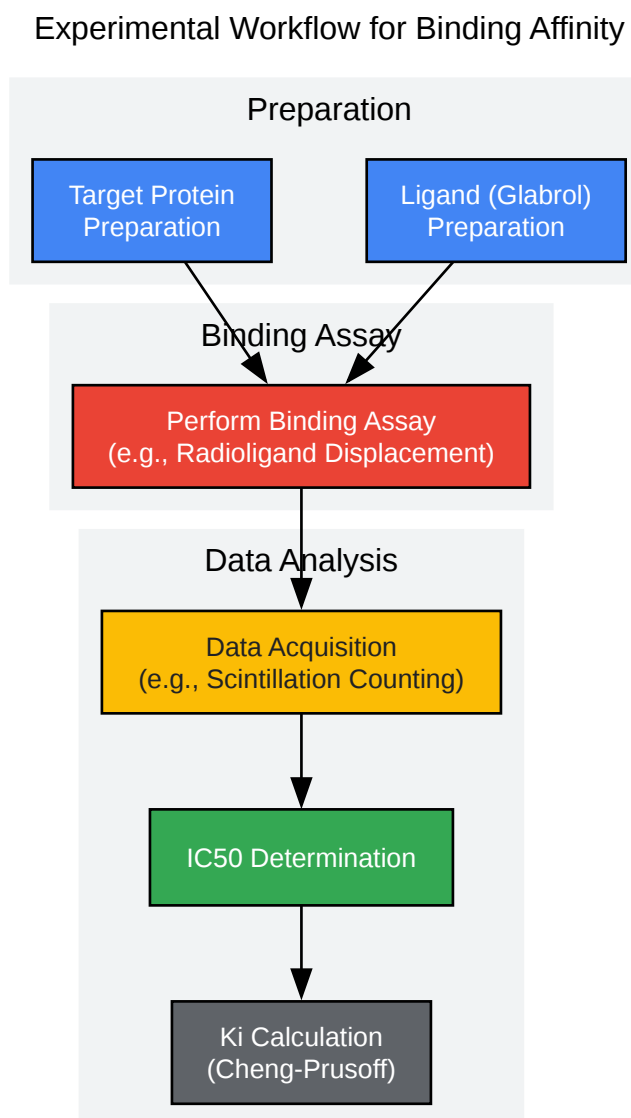 Experimental Workflow for Binding Affinity
Preparation
Target Protein
Preparation
Ligand (Glabrol)
Preparation
Binding Assay
Perform Binding Assay
(e.g., Radioligand Displacement)
Data Analysis
Data Acquisition
(e.g., Scintillation Counting)
IC50 Determination
Ki Calculation
(Cheng-Prusoff)